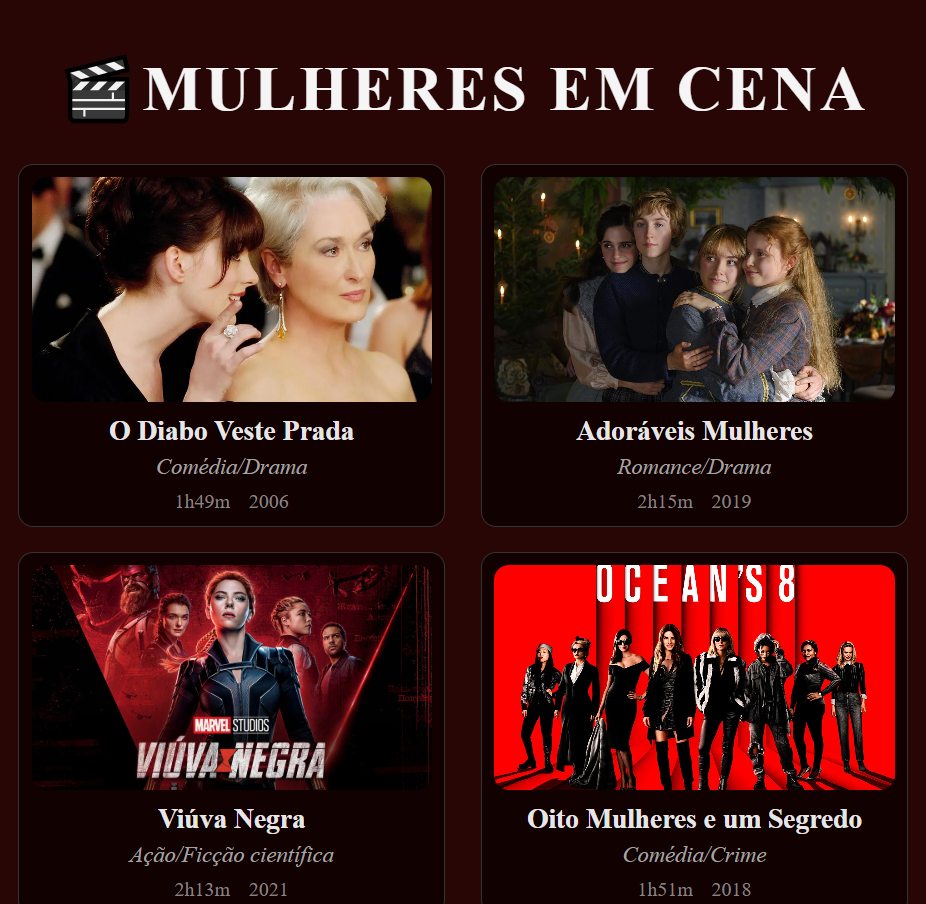 MULHERES EM CENA
O Diabo Veste Prada
Comédia/Drama
1h49m 2006
Adoráveis Mulheres
Romance/Drama
2h15m 2019
MARVEL STUDIOS
VIÚVA NEGRA
Viúva Negra
Ação/Ficção científica
2h13m 2021
OCEAN'S 8
Oito Mulheres e um Segredo
Comédia/Crime
1h51m 2018